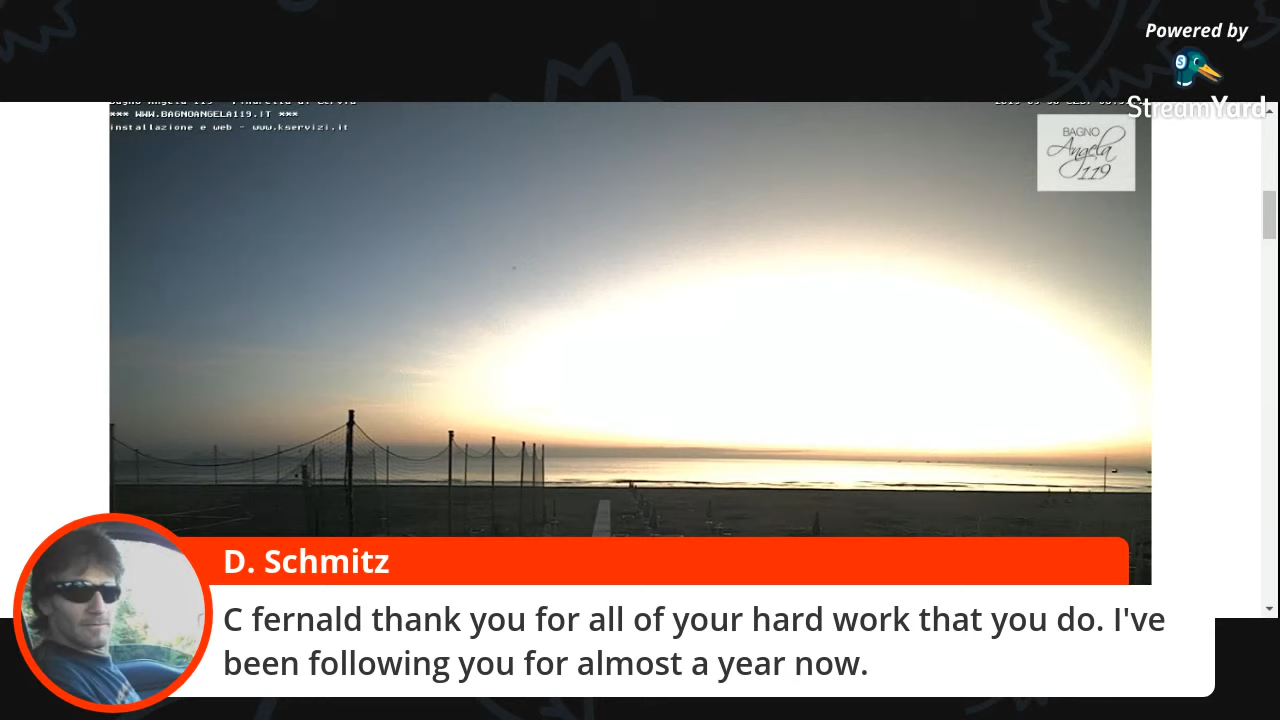 Powered by
StreamYard
*** WWW.BAGNOANGELA119.IT ***
installazione e web - www.kservizi.it
BAGNO
Angela
119
D. Schmitz
C fernald thank you for all of your hard work that you do. I've
been following you for almost a year now.